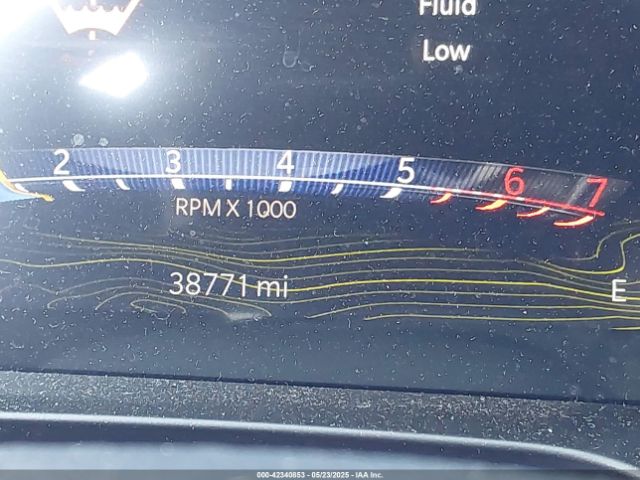 Fluid
Low
2 3 4 5 6 7
RPM X 1000
38771 mi
E
000-42340853 - 05/23/2025 - IAA Inc.